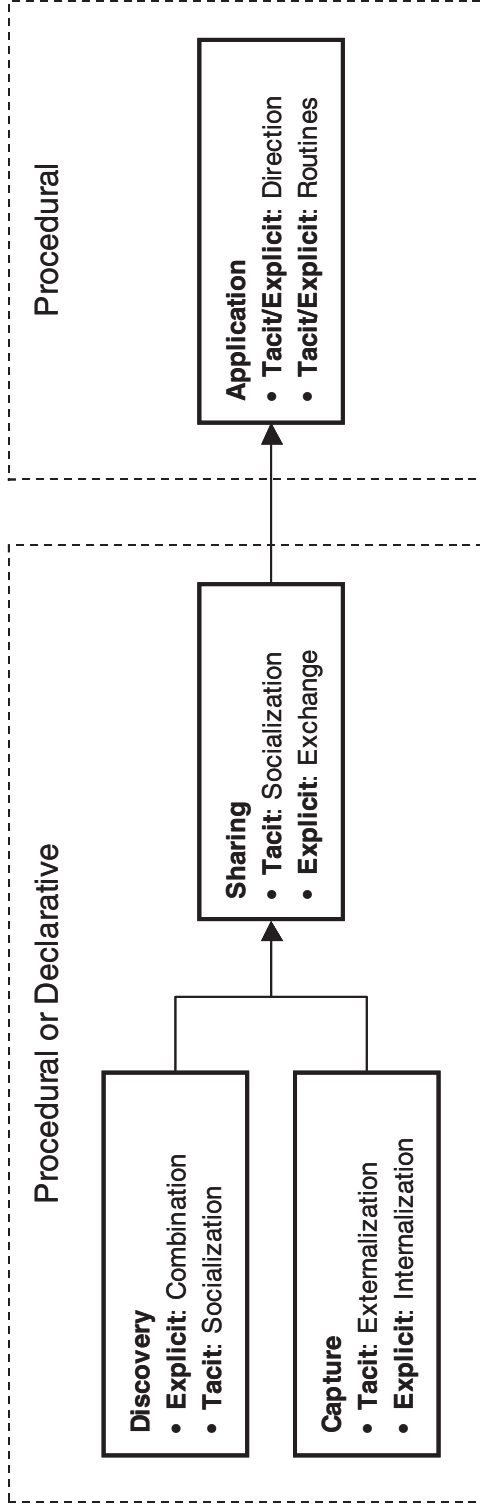 Procedural or Declarative
Discovery
• Explicit: Combination
• Tacit: Socialization
Capture
• Tacit: Externalization
• Explicit: Internalization
Sharing
• Tacit: Socialization
• Explicit: Exchange
Procedural
Application
• Tacit/Explicit: Direction
• Tacit/Explicit: Routines